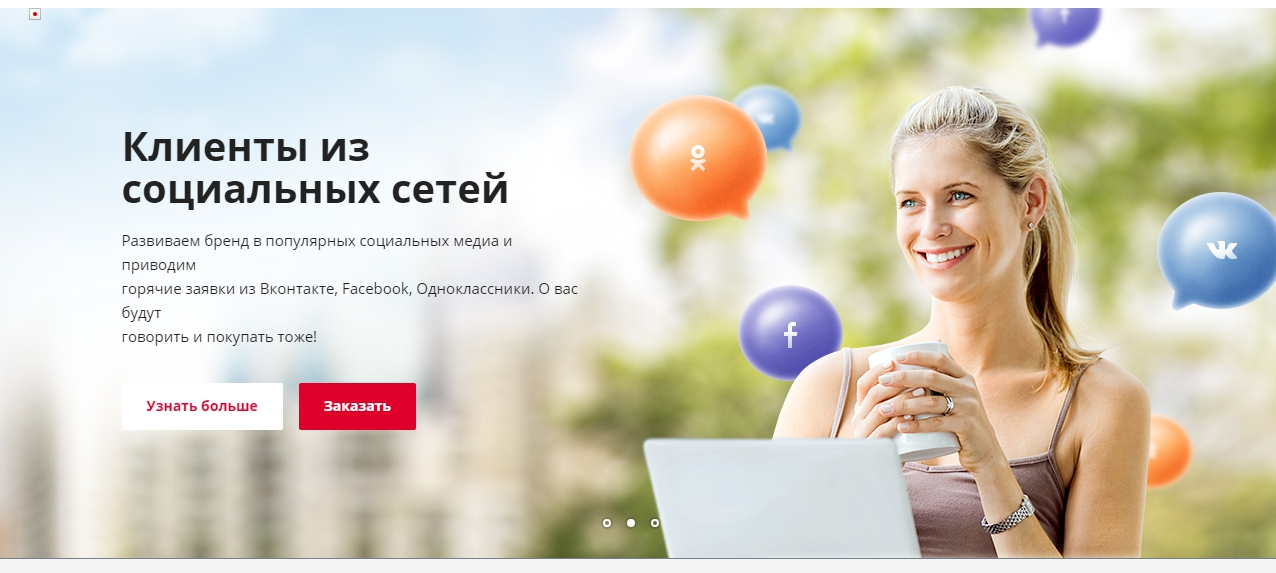 Клиенты из
социальных сетей
Развиваем бренд в популярных социальных медиа и
приводим
горячие заявки из Вконтакте, Facebook, Одноклассники. О вас
будут
говорить и покупать тоже!
Узнать больше
Заказать